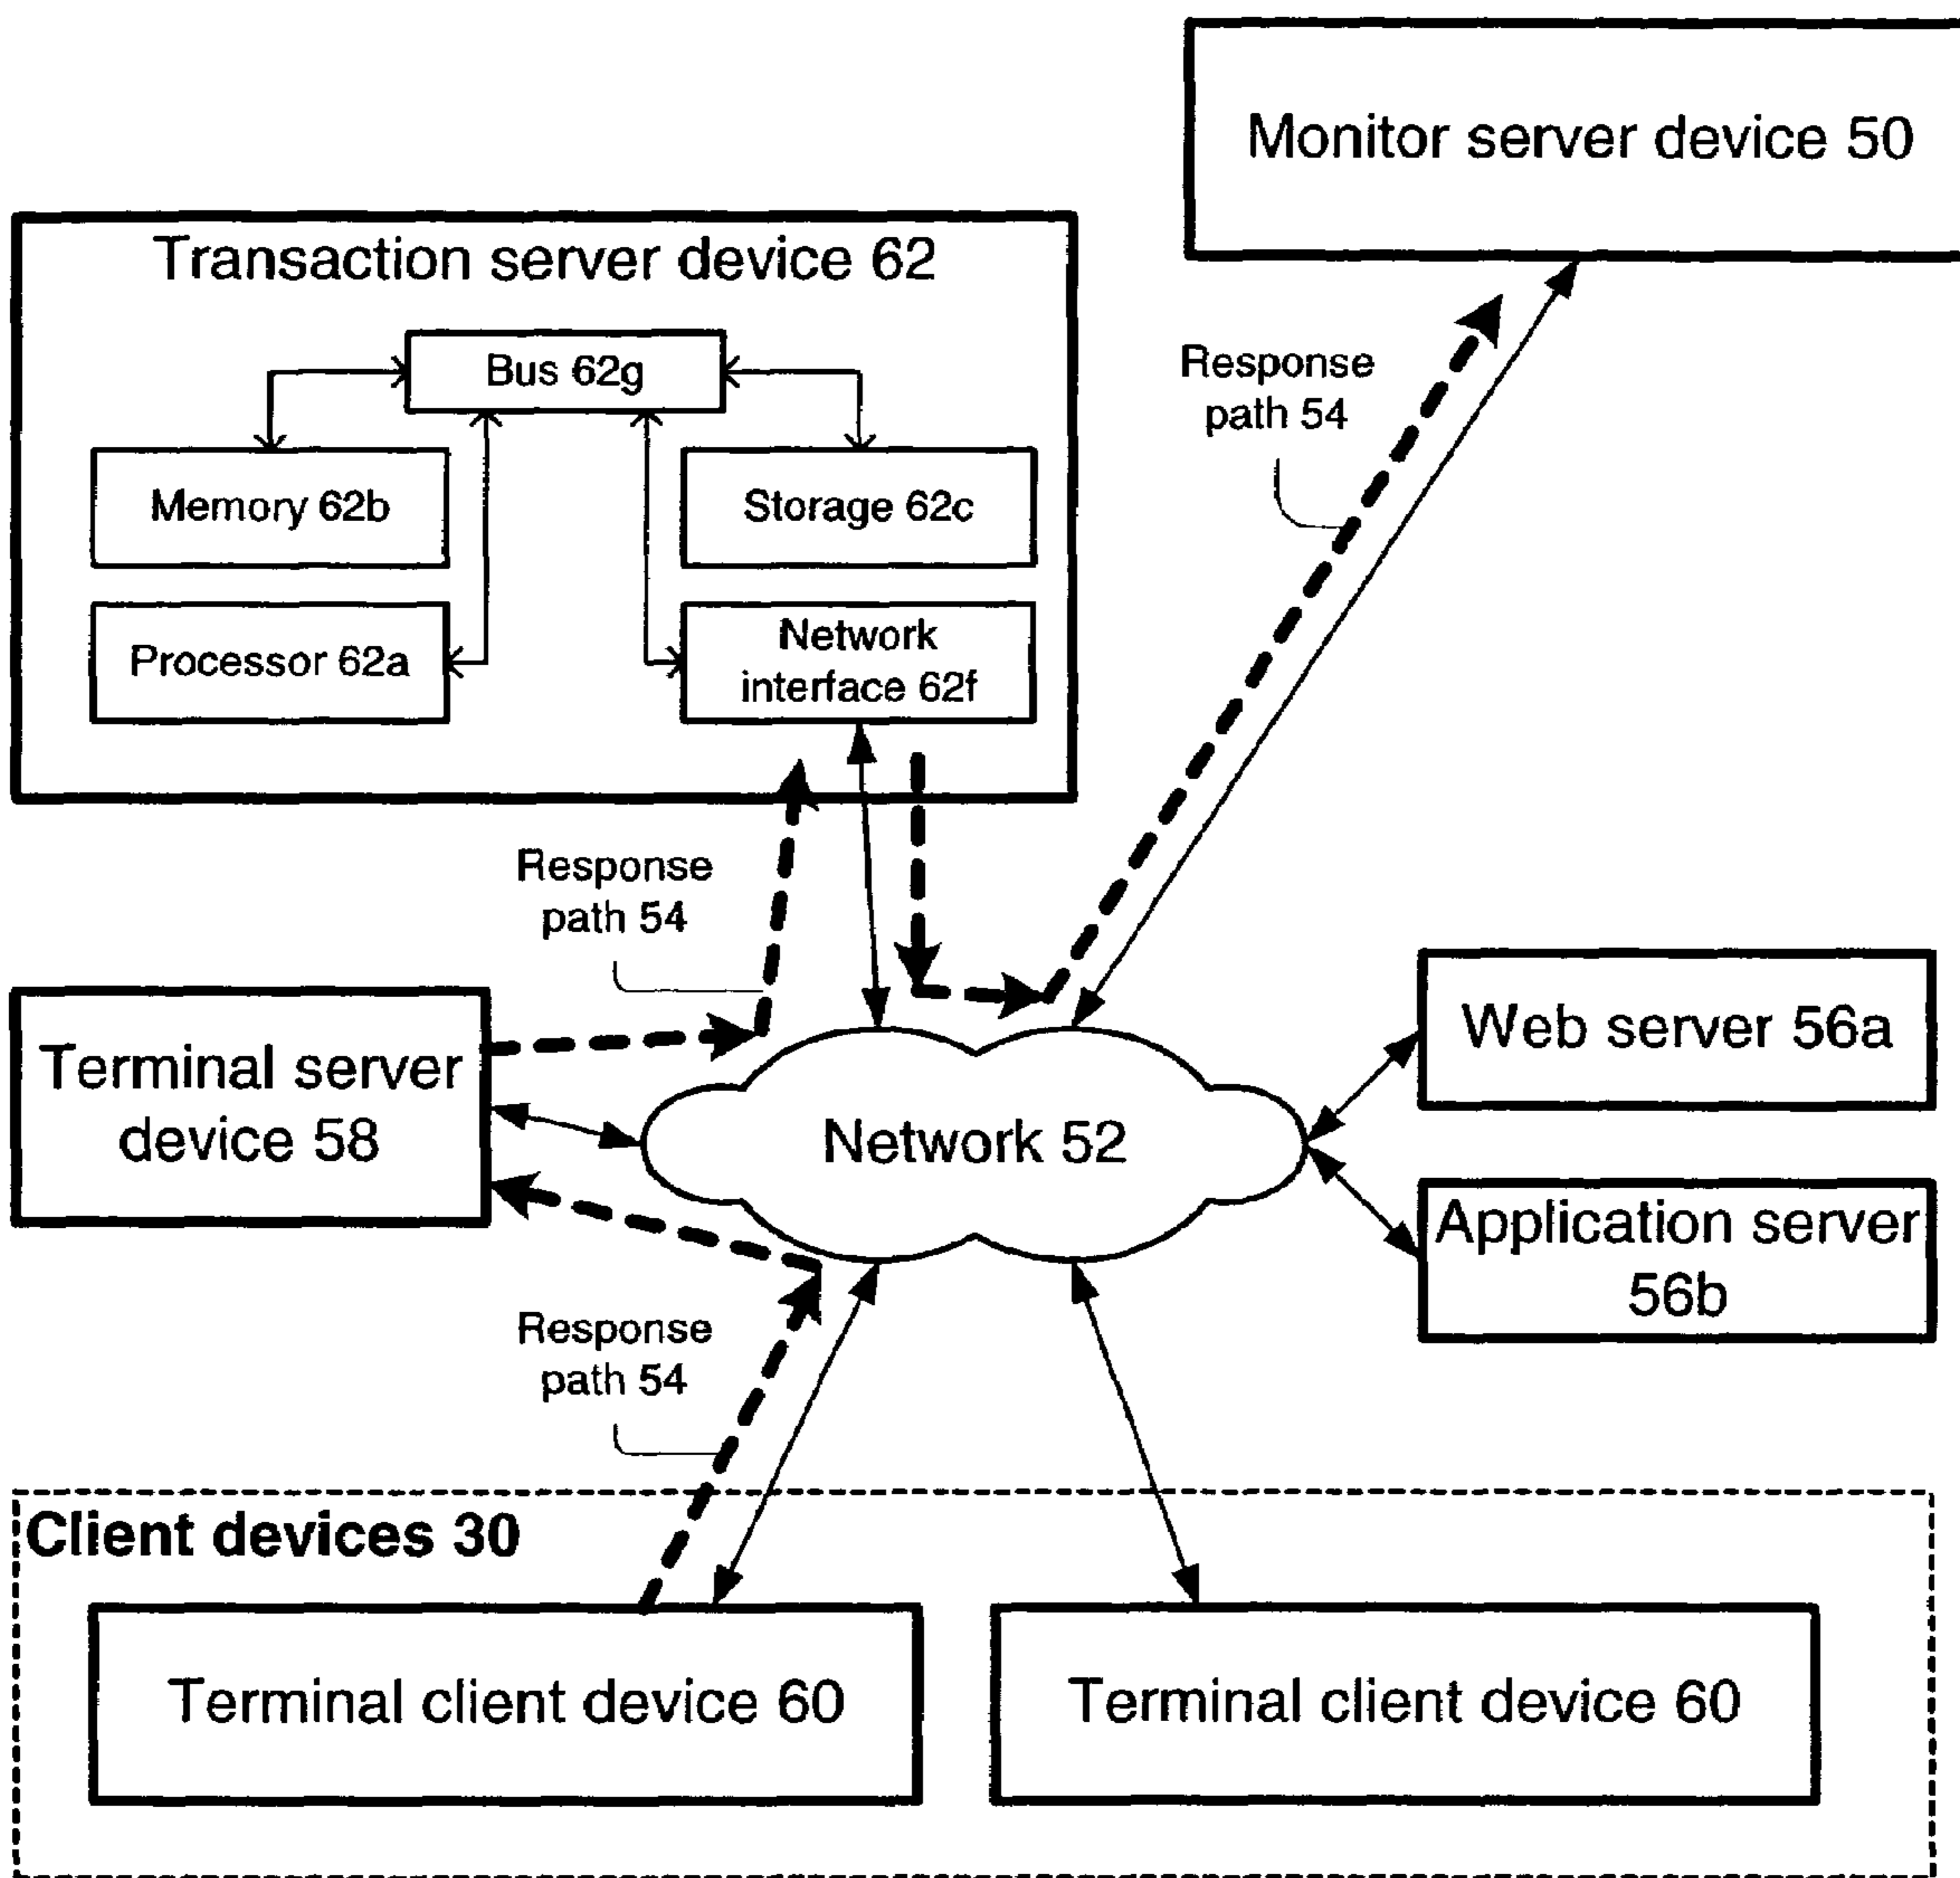 Monitor server device 50
Transaction server device 62
Bus 62g
Memory 62b
Storage 62c
Processor 62a
Network
interface 62f
Response
path 54
Response
path 54
Terminal server
device 58
Network 52
Web server 56a
Application server
56b
Response
path 54
Client devices 30
Terminal client device 60
Terminal client device 60